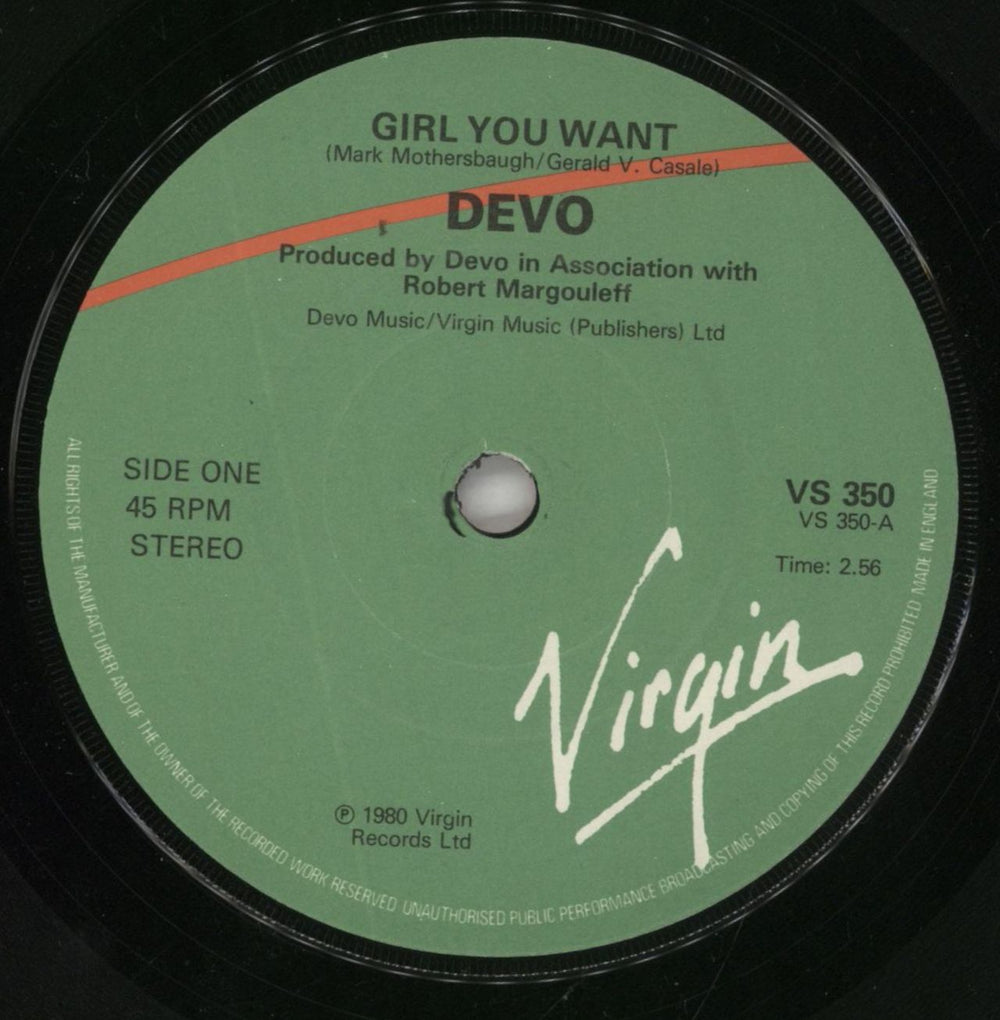 GIRL YOU WANT
(Mark Mothersbaugh/Gerald V. Casale)
DEVO
Produced by Devo in Association with
Robert Margouleff
Devo Music/Virgin Music (Publishers) Ltd
SIDE ONE
45 RPM
STEREO
VS 350
VS 350-A
Time: 2.56
Virgin
℗ 1980 Virgin
Records Ltd
ALL RIGHTS OF THE MANUFACTURER AND OF THE OWNER OF THE RECORDED WORK RESERVED UNAUTHORISED PUBLIC PERFORMANCE BROADCASTING AND COPYING OF THIS RECORD PROHIBITED MADE IN ENGLAND